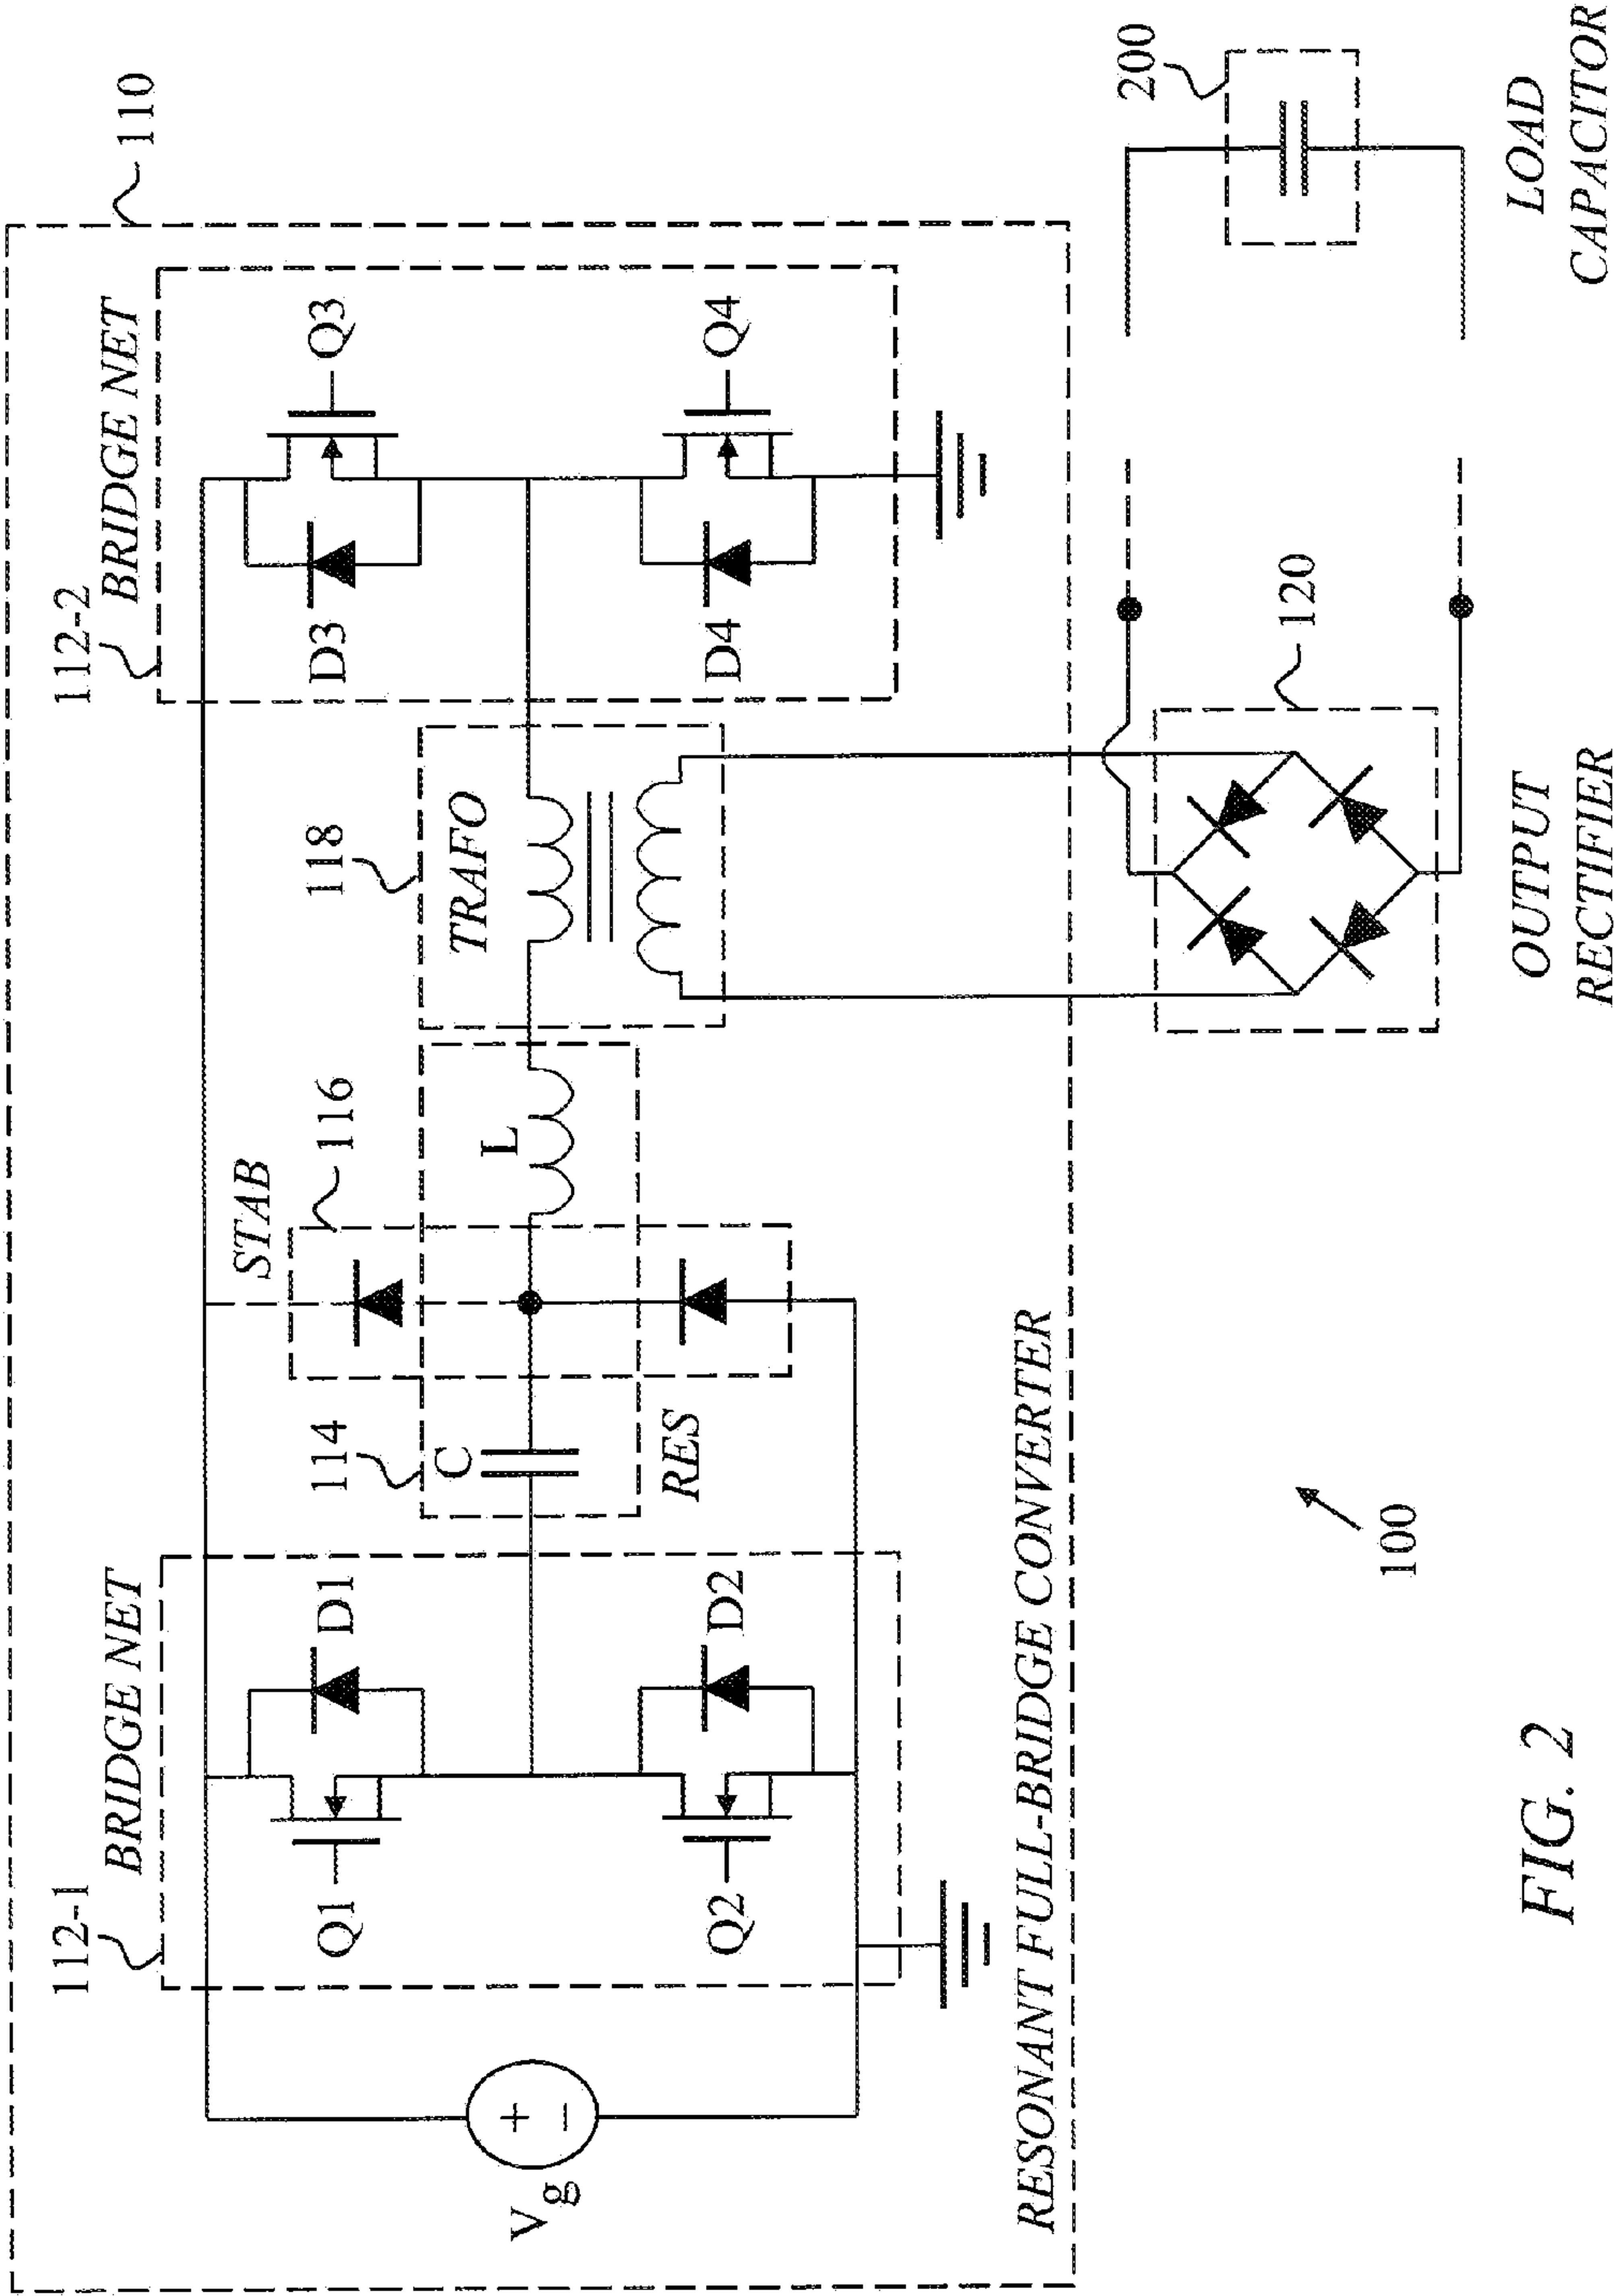 110
112-1
BRIDGE NET
112-2
BRIDGE NET
STAB
116
118
TRAFO
114
C
L
RES
Q1
D1
D3
Q3
Q2
D2
D4
Q4
V
g
+
−
RESONANT FULL-BRIDGE CONVERTER
120
200
100
OUTPUT
RECTIFIER
LOAD
CAPACITOR
FIG. 2